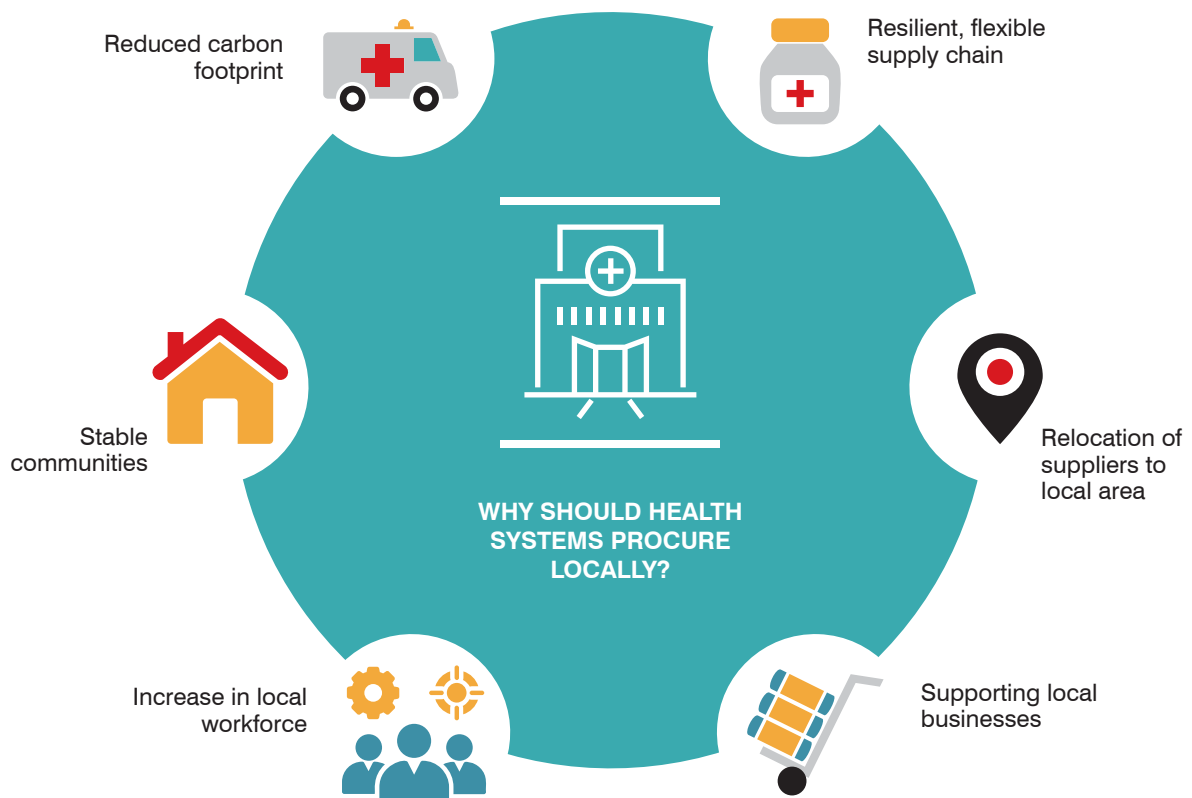 Reduced carbon
footprint
Resilient, flexible
supply chain
Stable
communities
Relocation of
suppliers to
local area
WHY SHOULD HEALTH
SYSTEMS PROCURE
LOCALLY?
Increase in local
workforce
Supporting local
businesses